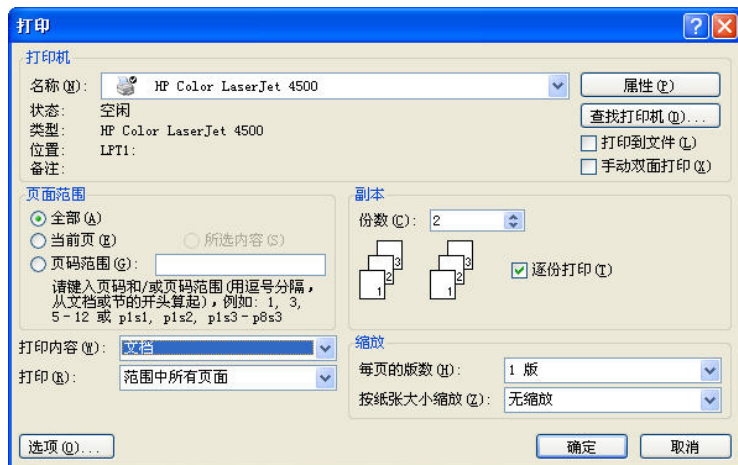 打印
打印机
名称(N): HP Color LaserJet 4500 属性(P)
状态: 空闲 查找打印机(D)...
类型: HP Color LaserJet 4500
位置: LPT1: 打印到文件(L)
备注: 手动双面打印(X)
页面范围
全部(A)
当前页(E) 所选内容(S)
页码范围(G):
请键入页码和/或页码范围(用逗号分隔,
从文档或节的开头算起),例如: 1, 3,
5-12 或 p1s1, p1s2, p1s3-p8s3
副本
份数(C): 2
3 3
2 2
1 1
逐份打印(T)
打印内容(W): 文档
打印(R): 范围中所有页面
缩放
每页的版数(H): 1 版
按纸张大小缩放(Z): 无缩放
选项(O)... 确定 取消